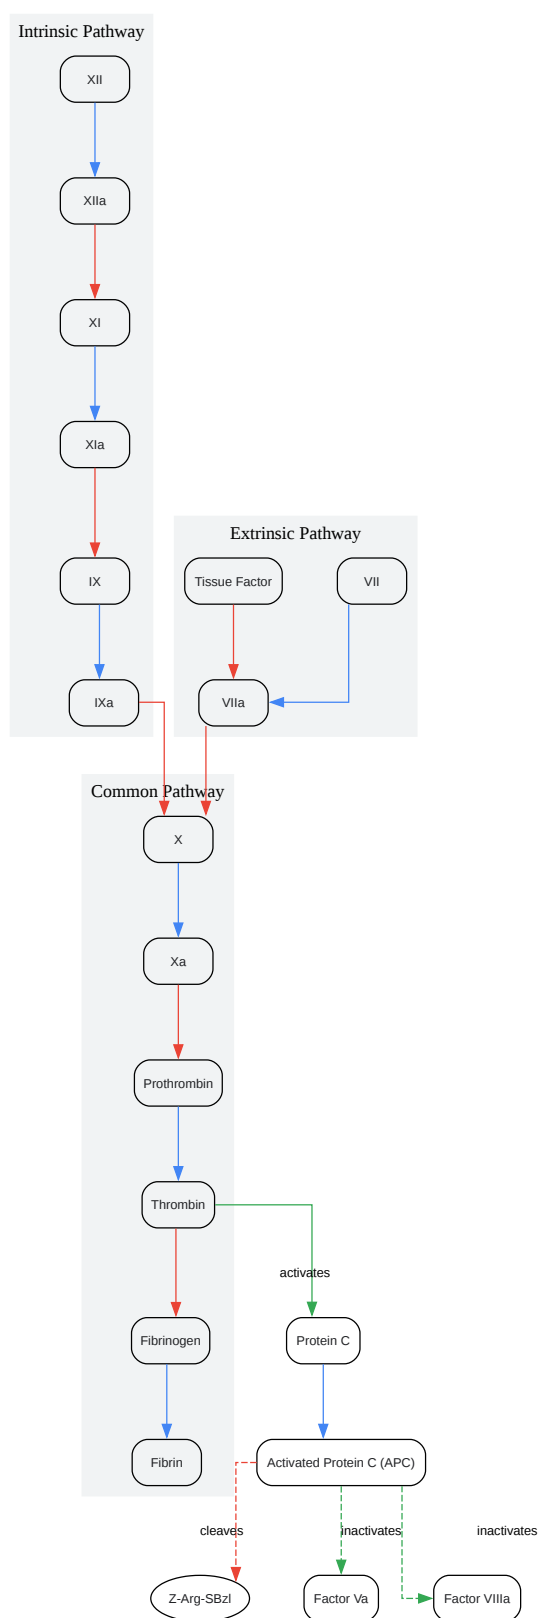 Intrinsic Pathway
XII
XIIa
XI
XIa
Extrinsic Pathway
IX
Tissue Factor
VII
IXa
VIIa
Common Pathway
X
Xa
Prothrombin
Thrombin
activates
Fibrinogen
Protein C
Fibrin
Activated Protein C (APC)
cleaves
inactivates
inactivates
Z-Arg-SBzl
Factor Va
Factor VIIIa